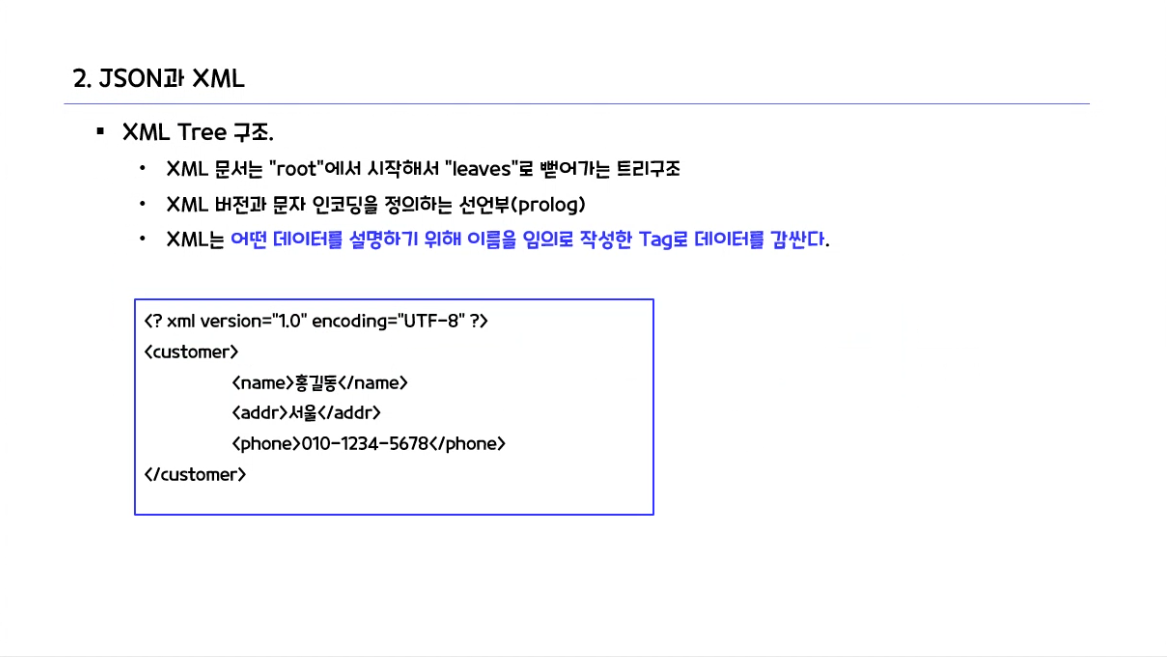 2. JSON과 XML
▪ XML Tree 구조.
• XML 문서는 "root"에서 시작해서 "leaves"로 뻗어가는 트리구조
• XML 버전과 문자 인코딩을 정의하는 선언부(prolog)
• XML는 어떤 데이터를 설명하기 위해 이름을 임의로 작성한 Tag로 데이터를 감싼다.
<? xml version="1.0" encoding="UTF-8" ?>
<customer>
<name>홍길동</name>
<addr>서울</addr>
<phone>010-1234-5678</phone>
</customer>